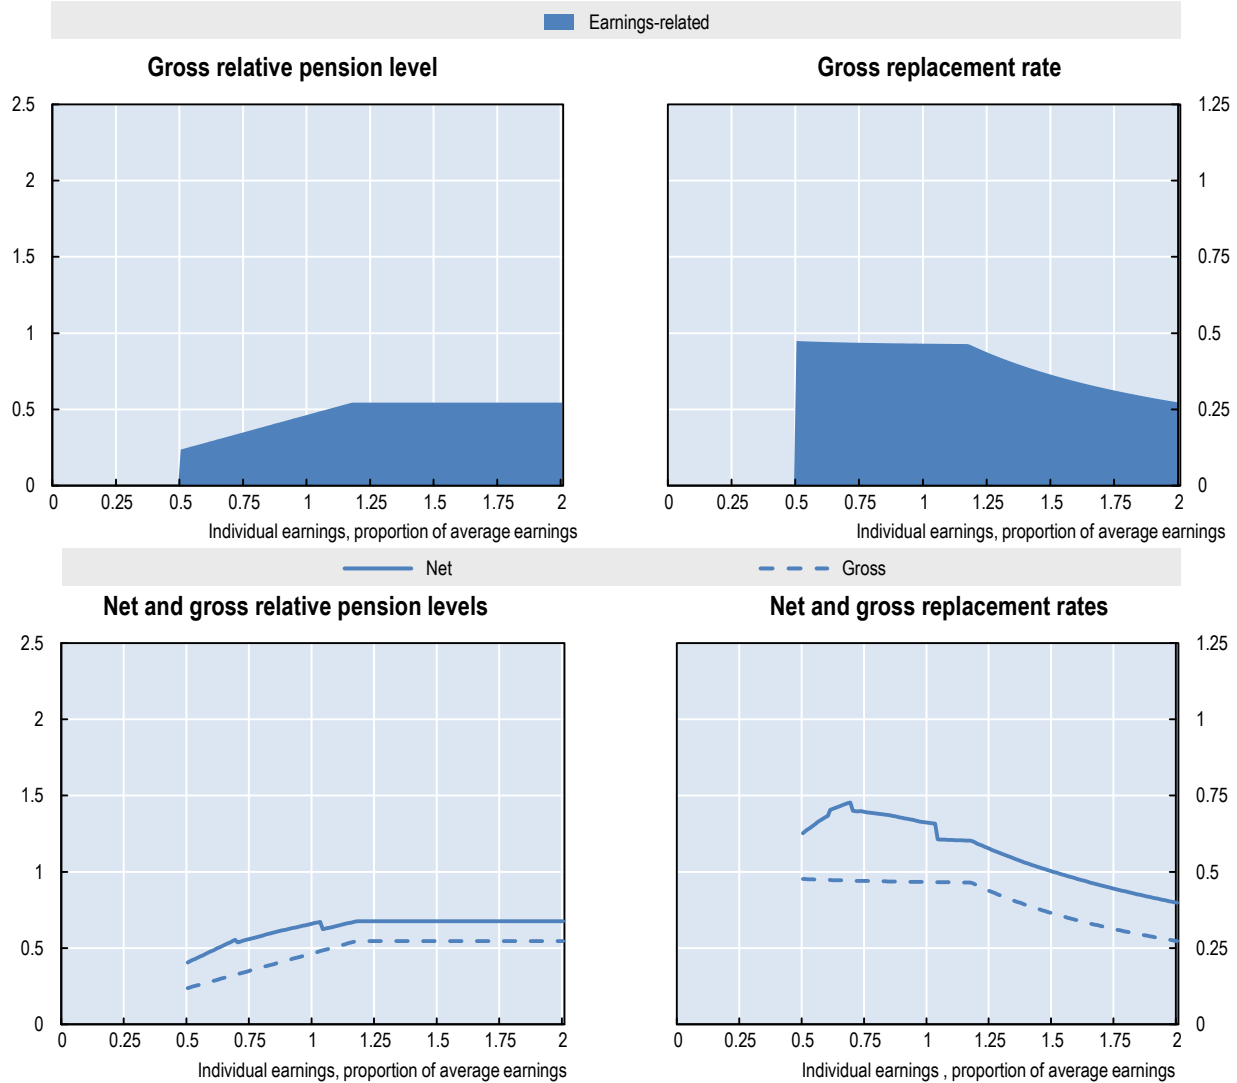 Earnings-related
Gross relative pension level
Gross replacement rate
2.5
2
1.5
1
0.5
0
0 0.25 0.5 0.75 1 1.25 1.5 1.75 2
Individual earnings, proportion of average earnings
1.25
1
0.75
0.5
0.25
0
0 0.25 0.5 0.75 1 1.25 1.5 1.75 2
Individual earnings, proportion of average earnings
Net
Gross
Net and gross relative pension levels
Net and gross replacement rates
2.5
2
1.5
1
0.5
0
0 0.25 0.5 0.75 1 1.25 1.5 1.75 2
Individual earnings, proportion of average earnings
1.25
1
0.75
0.5
0.25
0
0 0.25 0.5 0.75 1 1.25 1.5 1.75 2
Individual earnings , proportion of average earnings